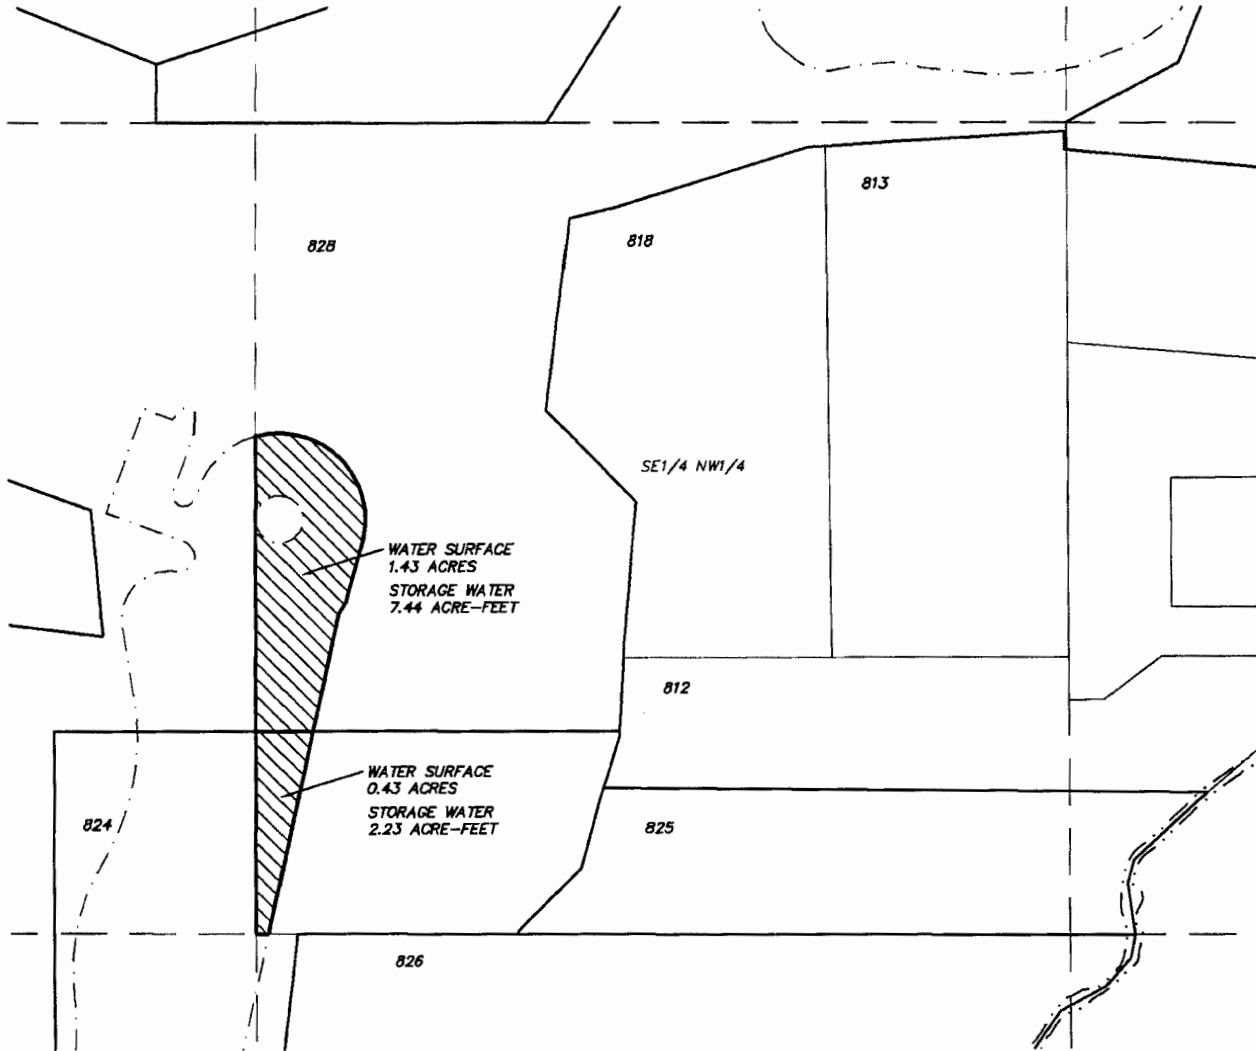 813
818
828
SE1/4 NW1/4
WATER SURFACE
1.43 ACRES
STORAGE WATER
7.44 ACRE-FEET
812
WATER SURFACE
0.43 ACRES
STORAGE WATER
2.23 ACRE-FEET
824
825
826